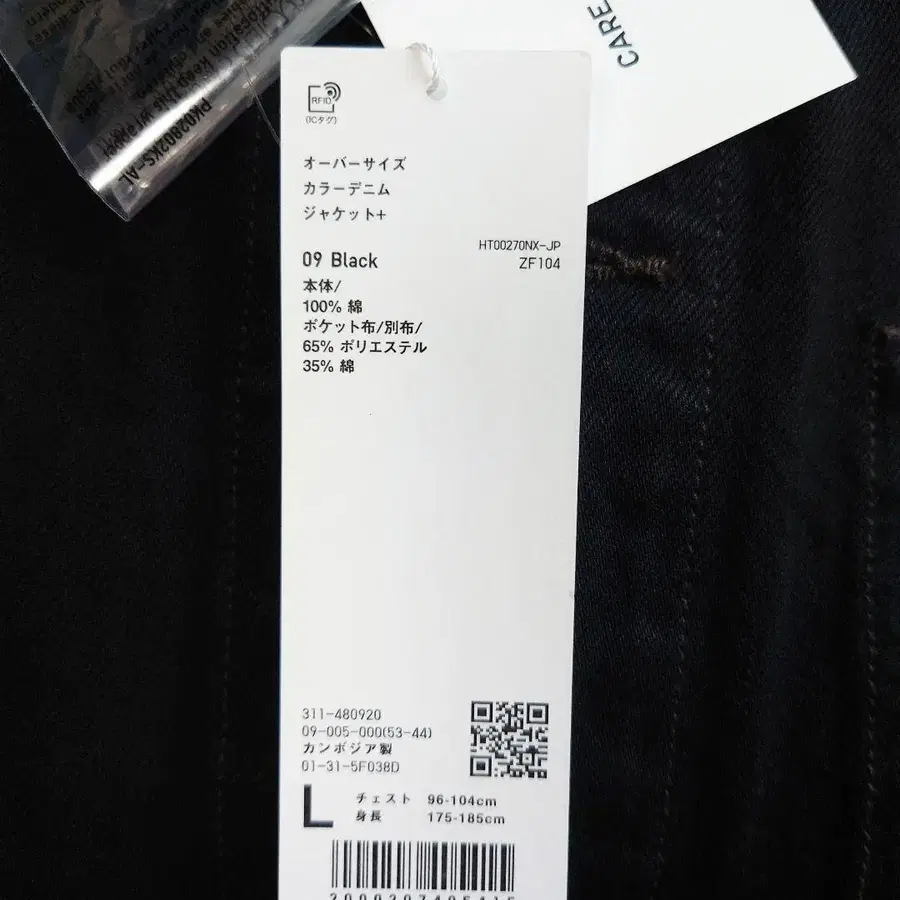 CARE
PK02802KS-AL
RFID
(ICタグ)
オーバーサイズ
カラーデニム
ジャケット+
HT00270NX-JP
09 Black
ZF104
本体/
100% 綿
ポケット布/別布/
65% ポリエステル
35% 綿
311-480920
09-005-000(53-44)
カンボジア製
01-31-5F038D
L
チェスト 96-104cm
身長 175-185cm